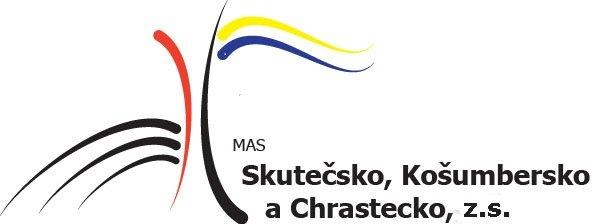 MAS
Skutečsko, Košumbersko
a Chrastecko, z.s.